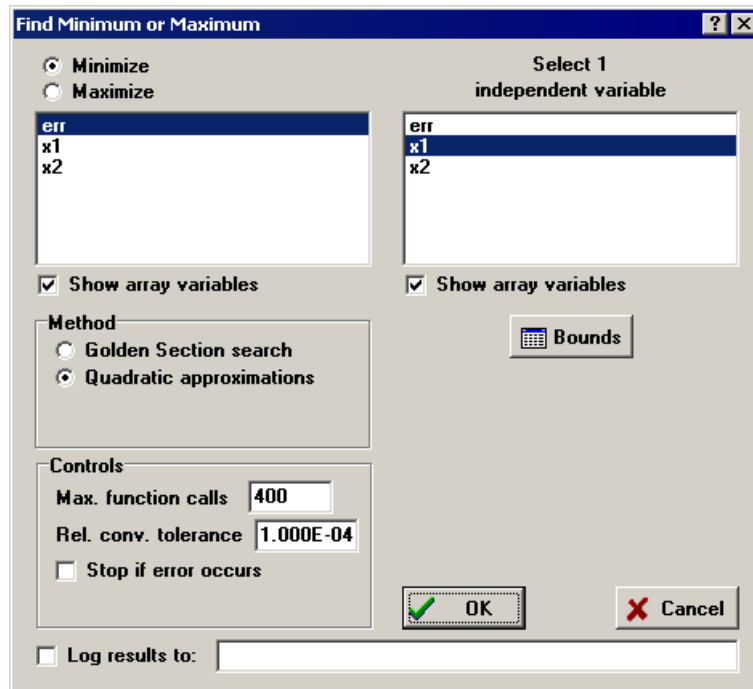 Find Minimum or Maximum
Minimize
Maximize
err
x1
x2
Show array variables
Select 1
independent variable
err
x1
x2
Show array variables
Method
Golden Section search
Quadratic approximations
Bounds
Controls
Max. function calls 400
Rel. conv. tolerance 1.000E-04
Stop if error occurs
OK
Cancel
Log results to: